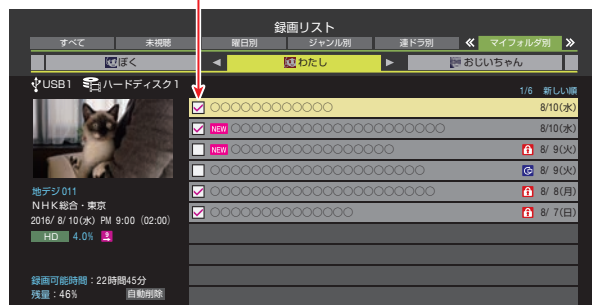 録画リスト
すべて 未視聴 曜日別 ジャンル別 連ドラ別 ≪ マイフォルダ別 ≫
ぼく ◀ わたし ▶ おじいちゃん
USB1 ハードディスク1
1/6 新しい順
○○○○○○○○○○○○ 8/10(水)
NEW ○○○○○○○○○○○○○○○○○○○○○ 8/10(水)
NEW ○○○○○○○○○○○○○○○○ 8/ 9(火)
○○○○○○○○○○○○○○○○○○○○○ 8/ 9(火)
○○○○○○○○○○○○○○○○○○○○○○ 8/ 8(月)
○○○○○○○○○○○○○○ 8/ 7(日)
地デジ011
NHK総合・東京
2016/ 8/10(水) PM 9:00 (02:00)
HD 4.0%
録画可能時間：22時間45分
残量：46% 自動削除